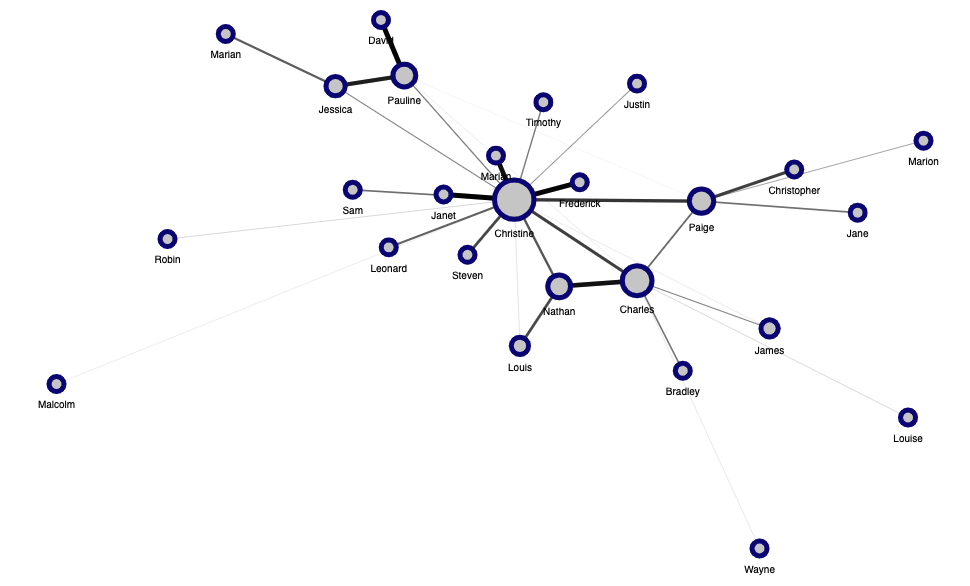 David
Marian
Pauline
Justin
Jessica
Timothy
Marion
Marian
Christopher
Frederick
Sam
Janet
Paige
Christine
Jane
Robin
Leonard
Steven
Charles
Nathan
James
Louis
Bradley
Malcolm
Louise
Wayne